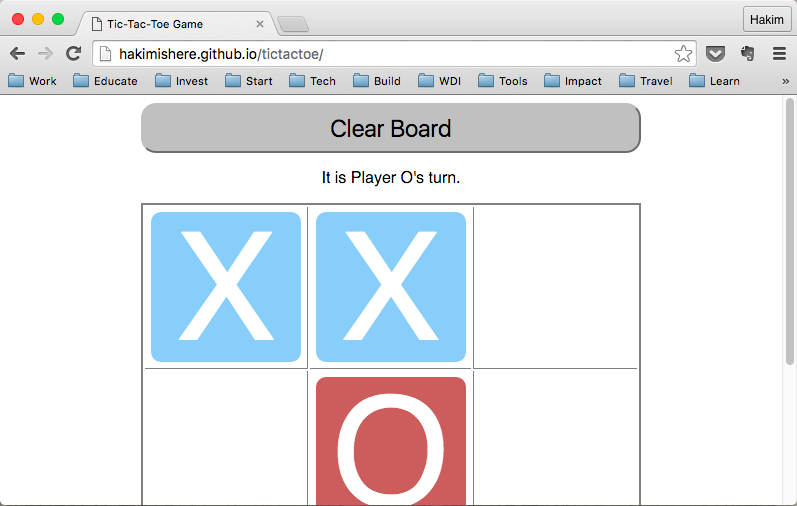 Tic-Tac-Toe Game
Hakim
hakimishere.github.io/tictactoe/
Work Educate Invest Start Tech Build WDI Tools Impact Travel Learn »
Clear Board
It is Player O's turn.
X X
O